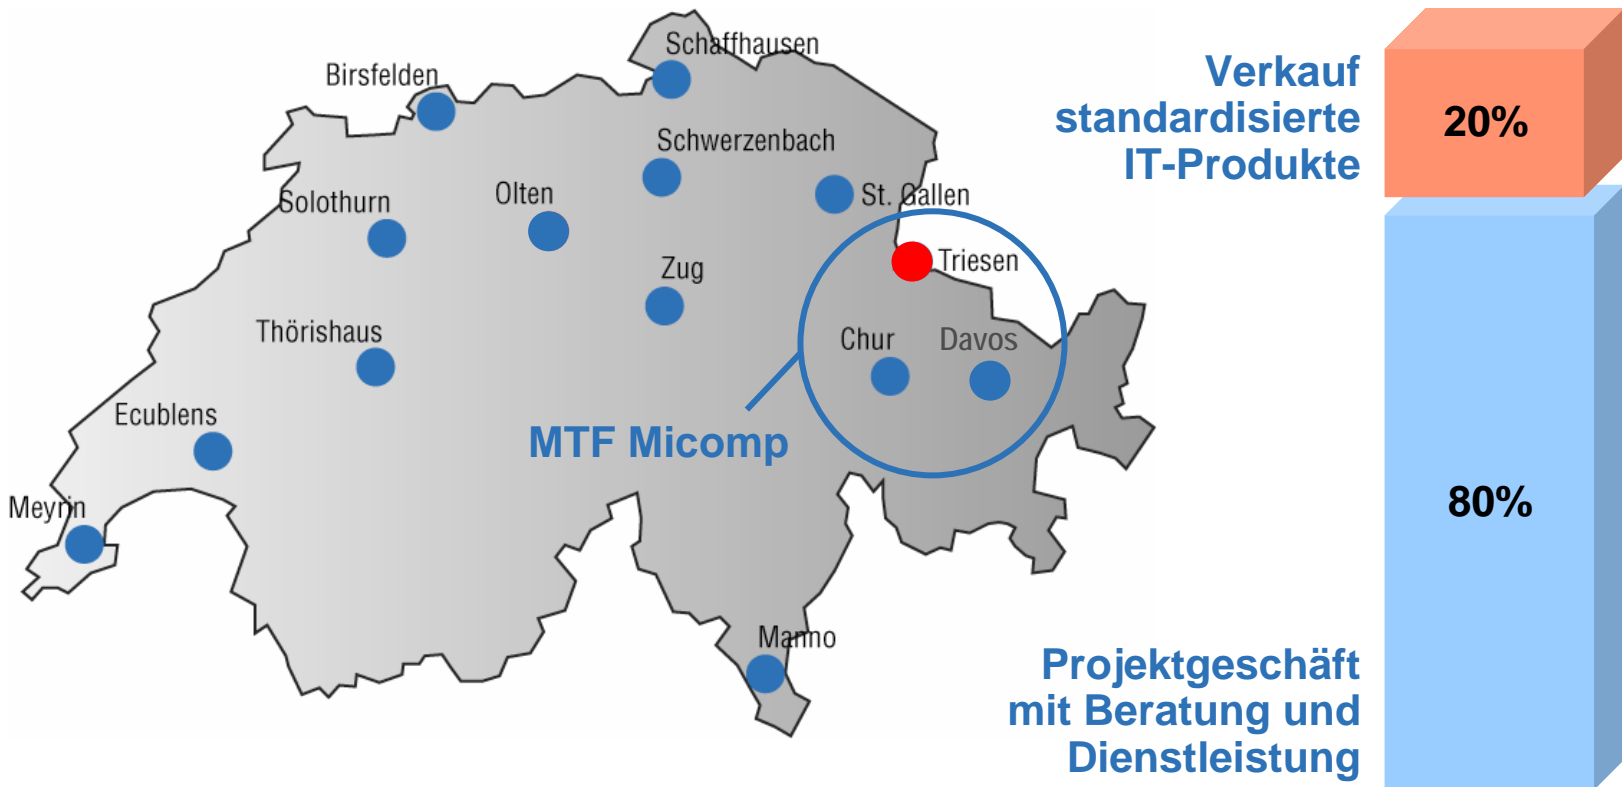 Schaffhausen
Birsfelden
Schwerzenbach
Olten
St. Gallen
Solothurn
Triesen
Zug
Thörishaus
Chur
Davos
Ecublens
MTF Micomp
Meyrin
Manno
Verkauf
standardisierte
IT-Produkte
20%
80%
Projektgeschäft
mit Beratung und
Dienstleistung